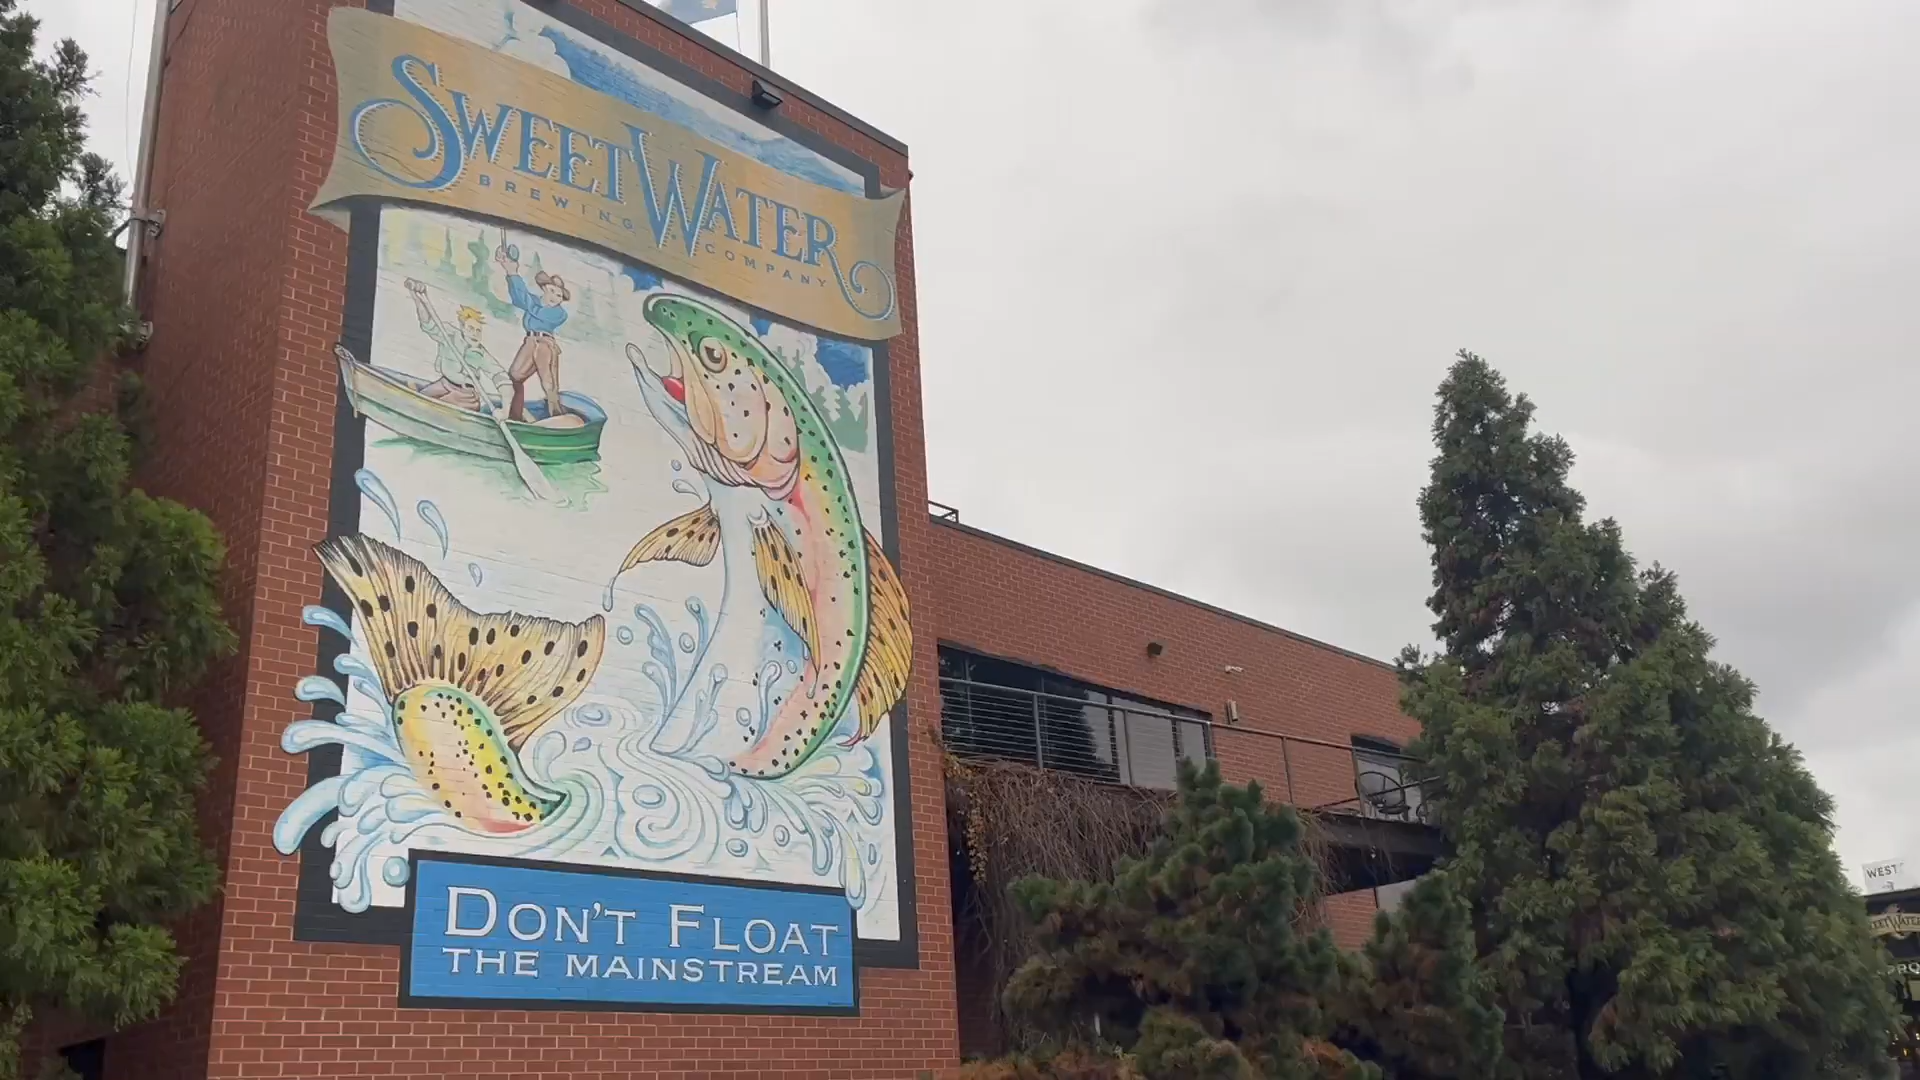 SWEETWATER
BREWING COMPANY
DON'T FLOAT
THE MAINSTREAM
WEST